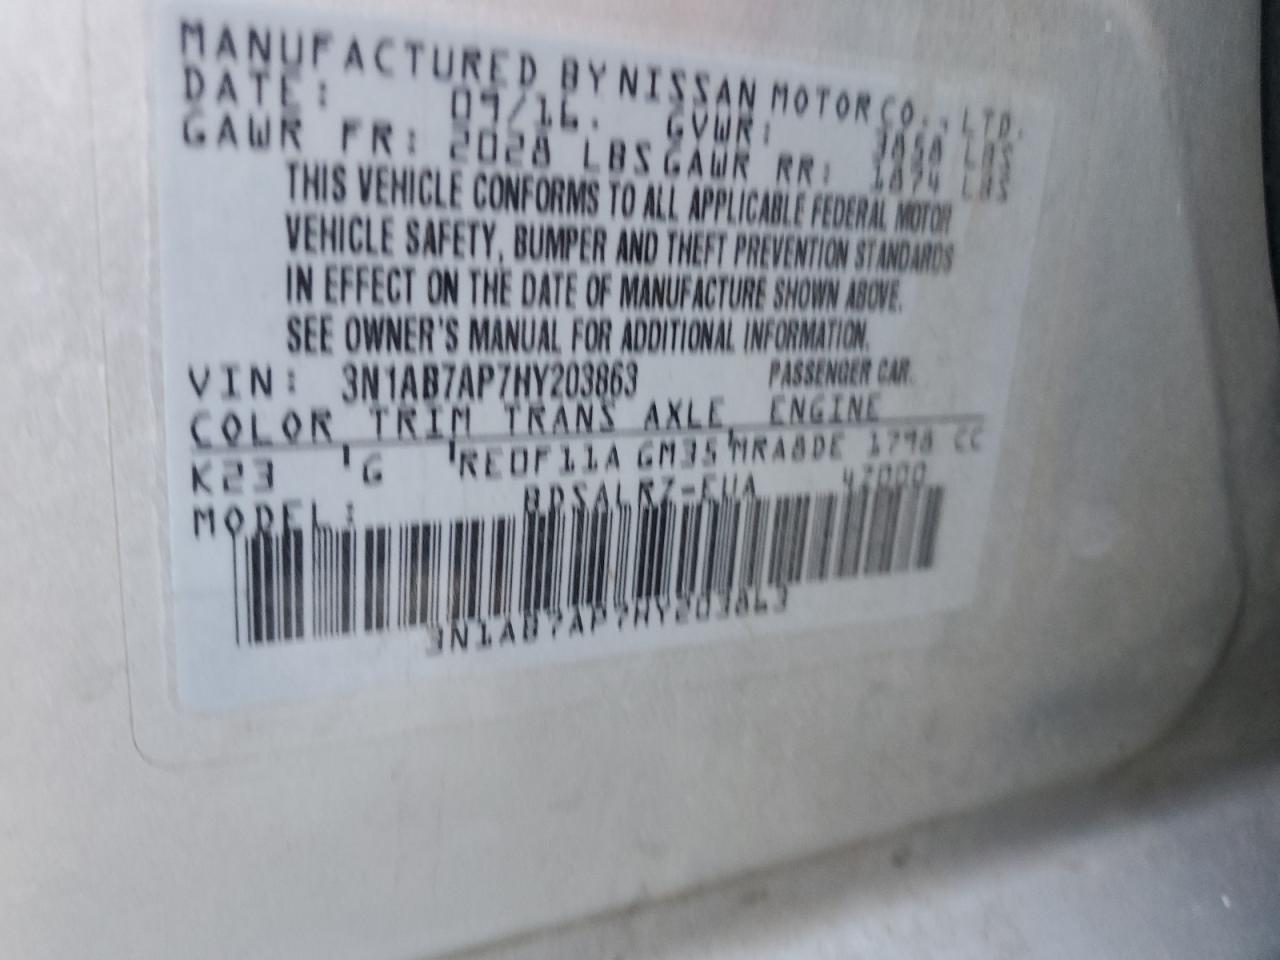 MANUFACTURED BY NISSAN MOTOR CO., LTD.
DATE: 09/16. GVWR: 3858 LBS
GAWR FR: 2028 LBS GAWR RR: 1874 LBS
THIS VEHICLE CONFORMS TO ALL APPLICABLE FEDERAL MOTOR
VEHICLE SAFETY, BUMPER AND THEFT PREVENTION STANDARDS
IN EFFECT ON THE DATE OF MANUFACTURE SHOWN ABOVE.
SEE OWNER'S MANUAL FOR ADDITIONAL INFORMATION.
VIN: 3N1AB7AP7HY203863 PASSENGER CAR.
COLOR TRIM TRANS AXLE ENGINE
K23 G RE0F11A GM35 MRA8DE 1798 CC
MODEL:
3N1AB7AP7HY203863